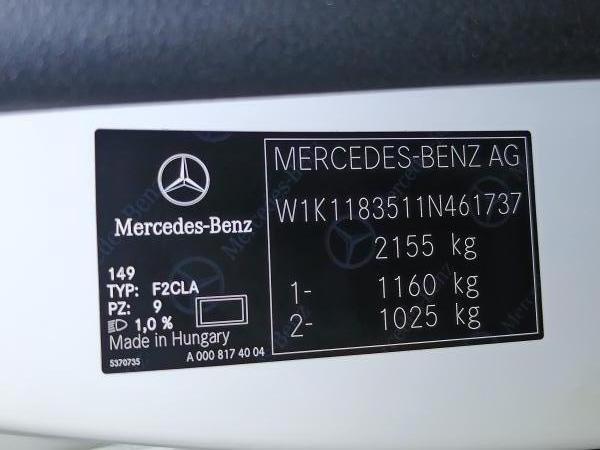 Mercedes-Benz
149
TYP: F2CLA
PZ: 9
1,0 %
Made in Hungary
5370735 A 000 817 40 04
MERCEDES-BENZ AG
W1K1183511N461737
2155 kg
1- 1160 kg
2- 1025 kg